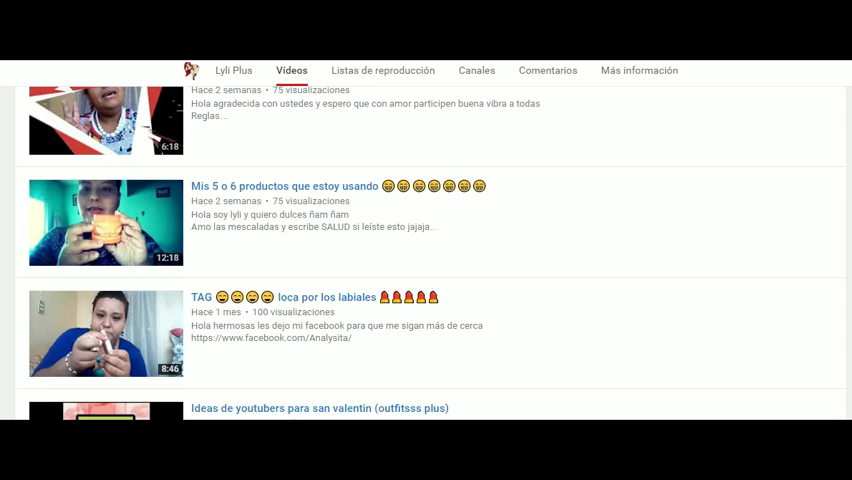 Lyli Plus Vídeos Listas de reproducción Canales Comentarios Más información
Hace 2 semanas • 75 visualizaciones
Hola agradecida con ustedes y espero que con amor participen buena vibra a todas
Reglas…
6:18
Mis 5 o 6 productos que estoy usando 😁😁😁😁😁😁😁
Hace 2 semanas • 75 visualizaciones
Hola soy lyli y quiero dulces ñam ñam
Amo las mescaladas y escribe SALUD si leíste esto jajaja…
12:18
TAG 😄😄😄😄 loca por los labiales 💄💄💄💄💄
Hace 1 mes • 100 visualizaciones
Hola hermosas les dejo mi facebook para que me sigan más de cerca
https://www.facebook.com/Analysita/
8:46
Ideas de youtubers para san valentin (outfitsss plus)